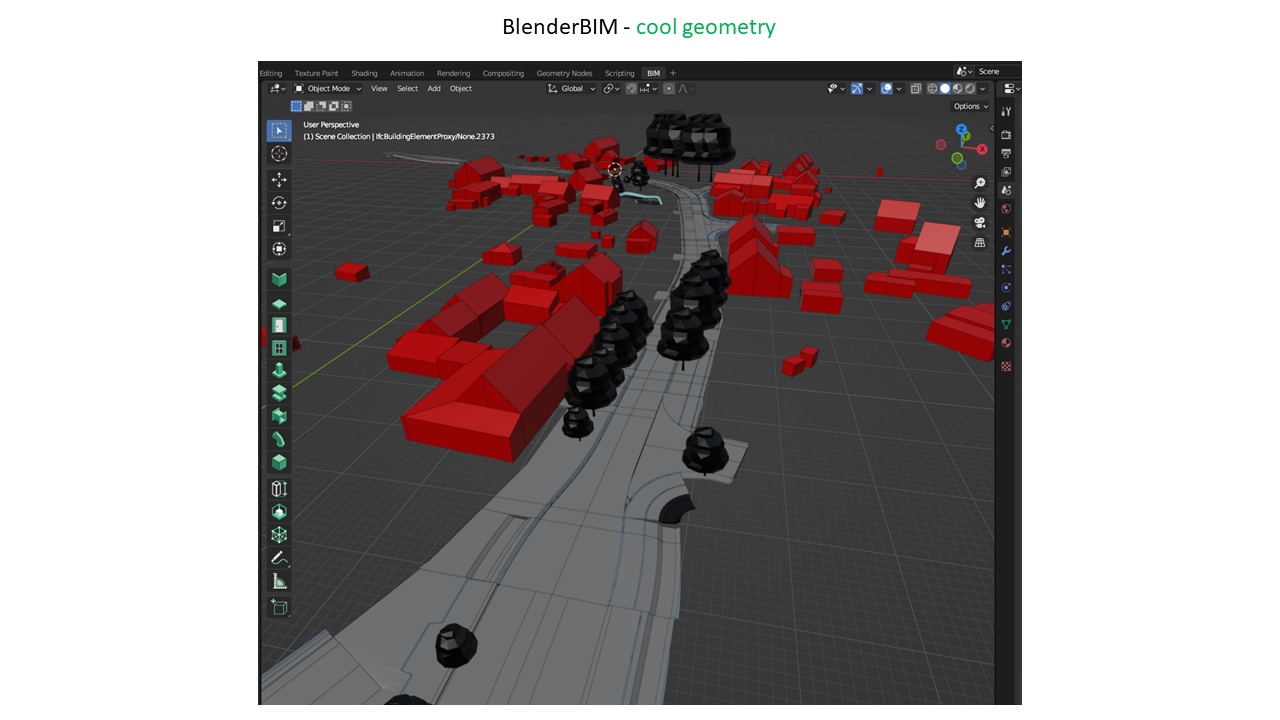 BlenderBIM - cool geometry
Editing Texture Paint Shading Animation Rendering Compositing Geometry Nodes Scripting BIM + Scene
Object Mode View Select Add Object Global
Options
User Perspective
(1) Scene Collection | IfcBuildingElementProxy/None.2373
Z
Y
X